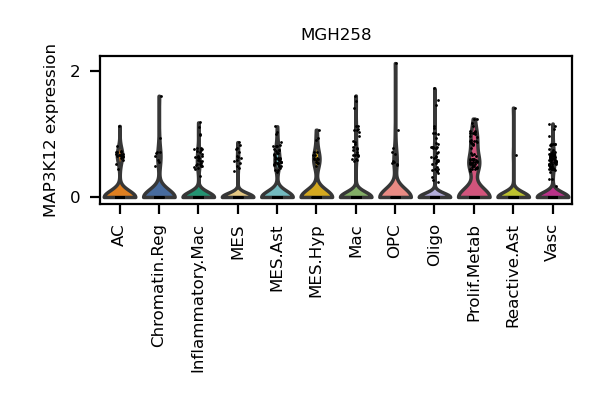 MGH258
MAP3K12 expression
2
0
AC
Chromatin.Reg
Inflammatory.Mac
MES
MES.Ast
MES.Hyp
Mac
OPC
Oligo
Prolif.Metab
Reactive.Ast
Vasc